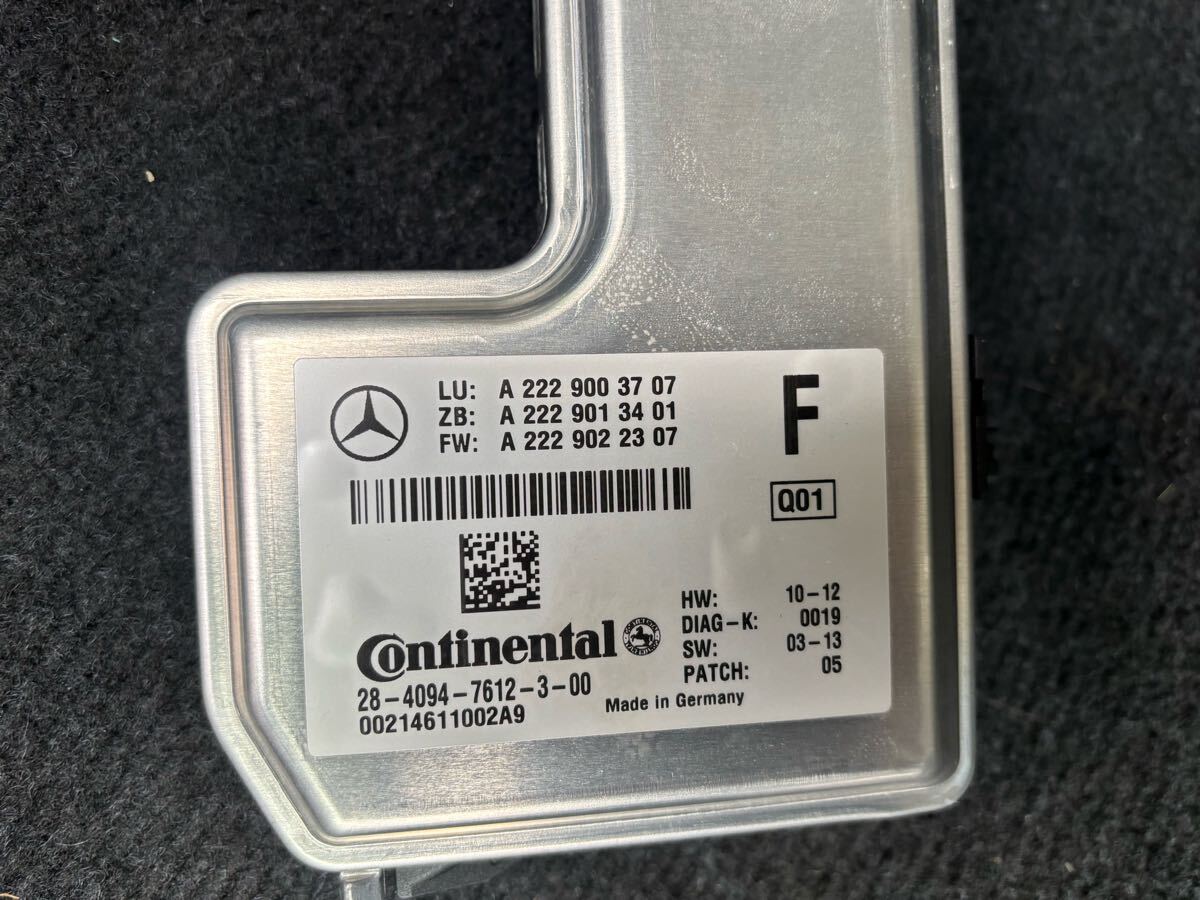 LU: A 222 900 37 07
ZB: A 222 901 34 01
FW: A 222 902 23 07
F
Q01
HW: 10-12
DIAG-K: 0019
SW: 03-13
PATCH: 05
Continental
28-4094-7612-3-00
00214611002A9
Made in Germany